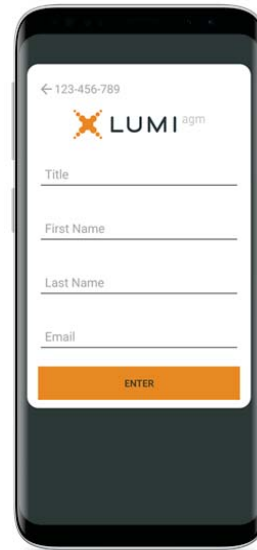 ← 123-456-789
LUMI agm
Title
First Name
Last Name
Email
ENTER